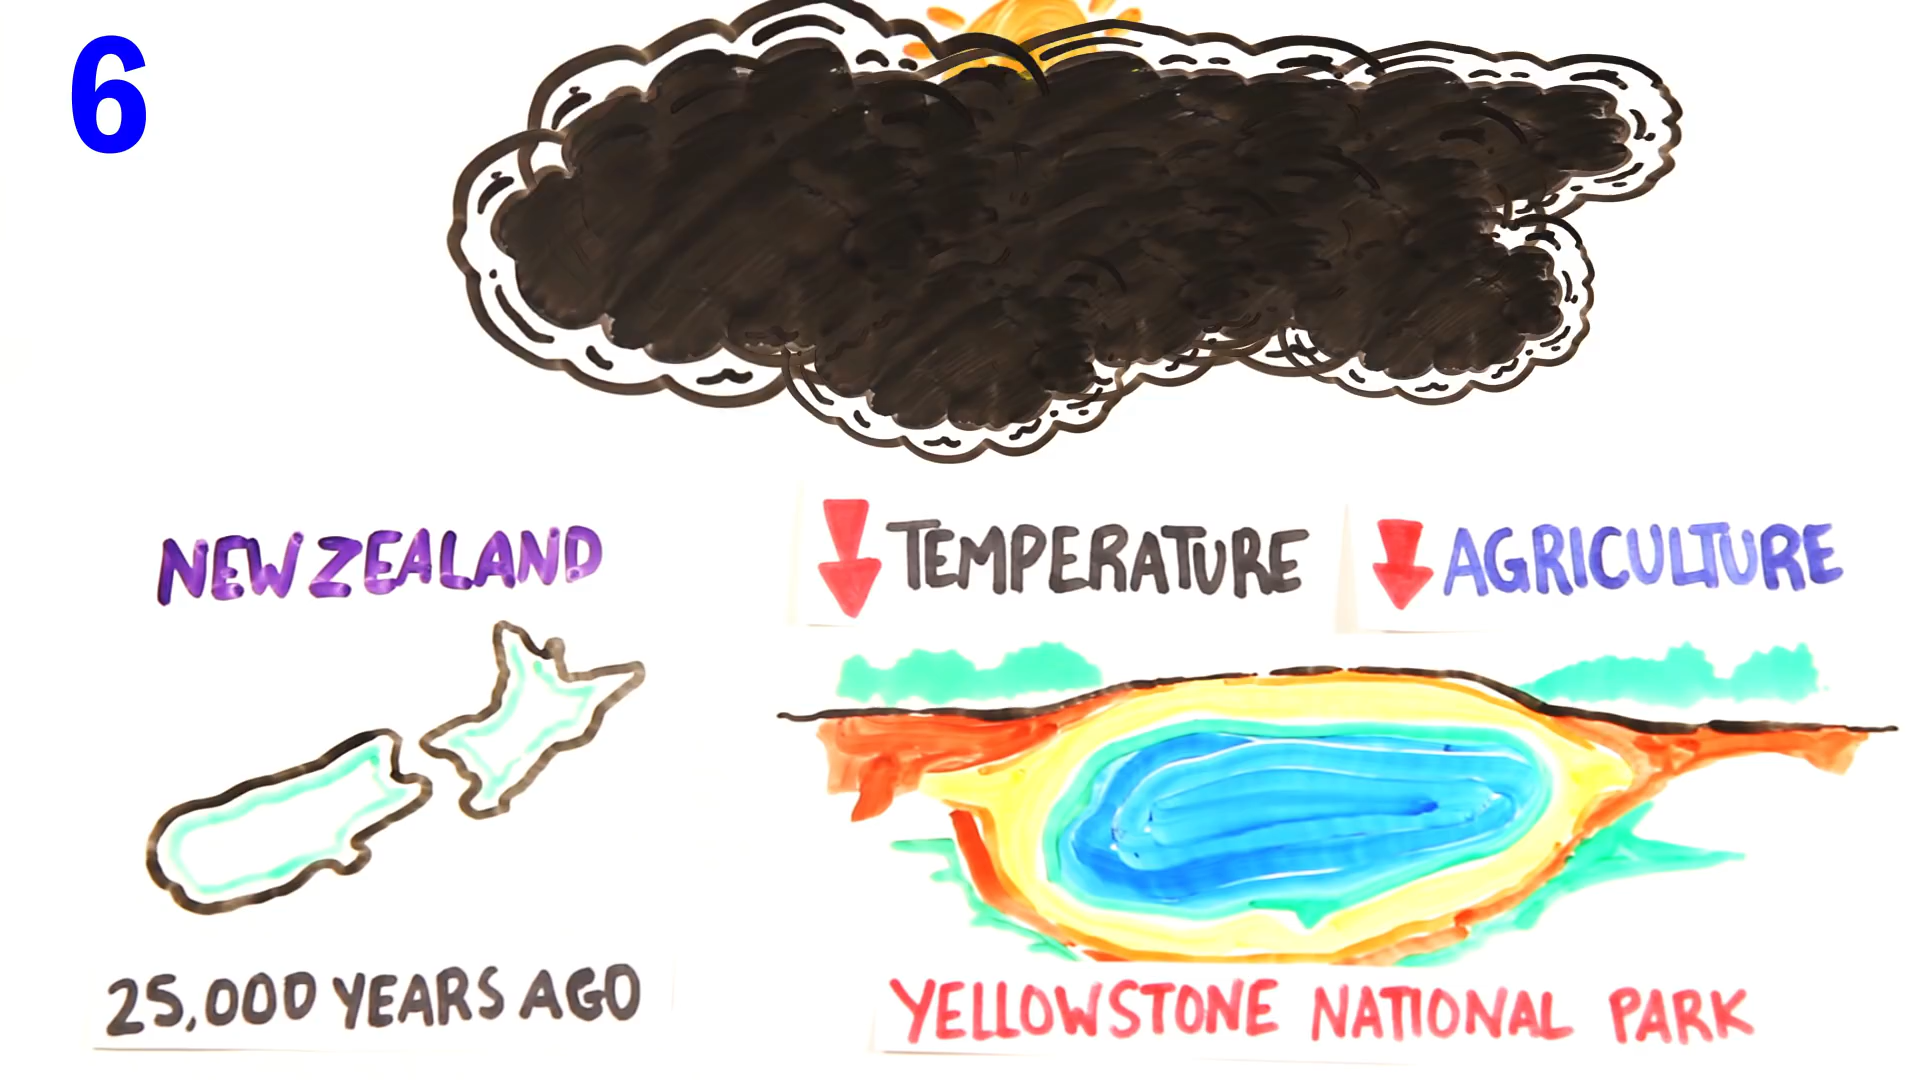 6
NEW ZEALAND
TEMPERATURE
AGRICULTURE
25,000 YEARS AGO
YELLOWSTONE NATIONAL PARK